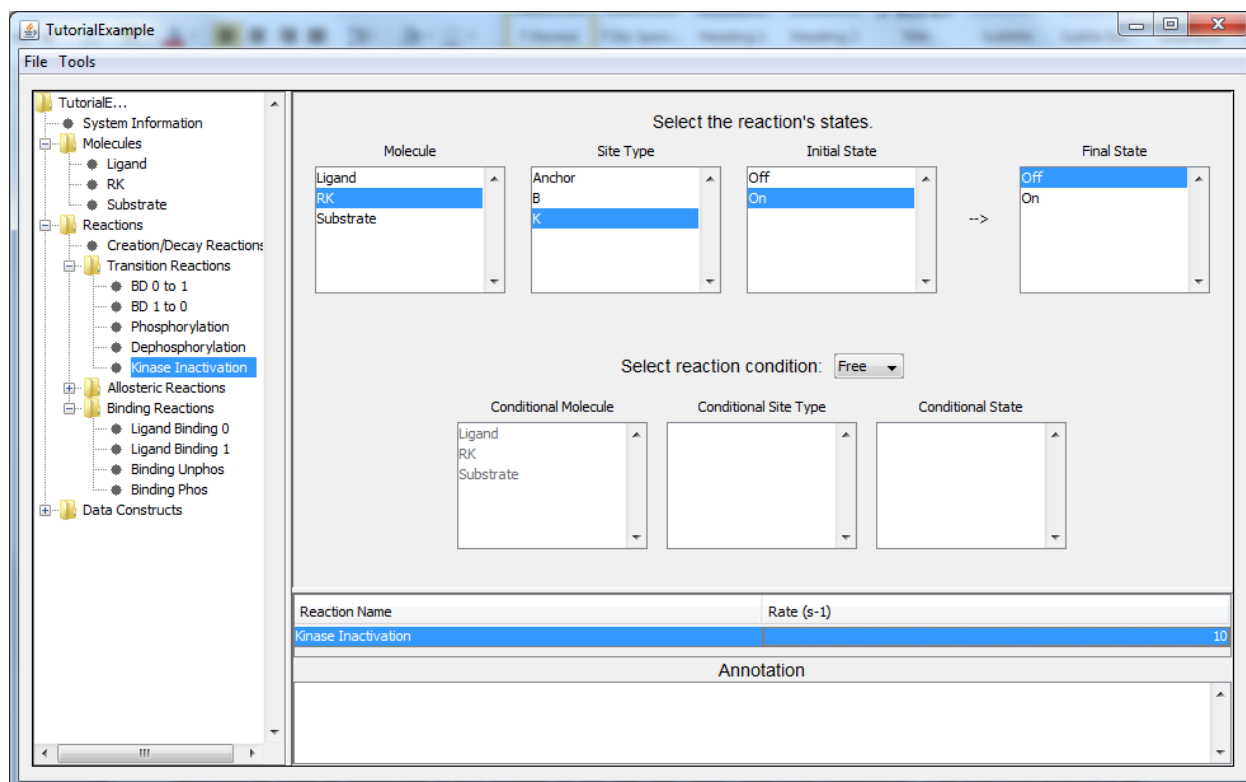 TutorialExample
File Tools
TutorialE...
System Information
Molecules
Ligand
RK
Substrate
Reactions
Creation/Decay Reactions
Transition Reactions
BD 0 to 1
BD 1 to 0
Phosphorylation
Dephosphorylation
Kinase Inactivation
Allosteric Reactions
Binding Reactions
Ligand Binding 0
Ligand Binding 1
Binding Unphos
Binding Phos
Data Constructs
Select the reaction's states.
Molecule Site Type Initial State Final State
Ligand Anchor Off Off
RK B On --> On
Substrate K
Select reaction condition: Free
Conditional Molecule Conditional Site Type Conditional State
Ligand
RK
Substrate
Reaction Name Rate (s-1)
Kinase Inactivation 10
Annotation